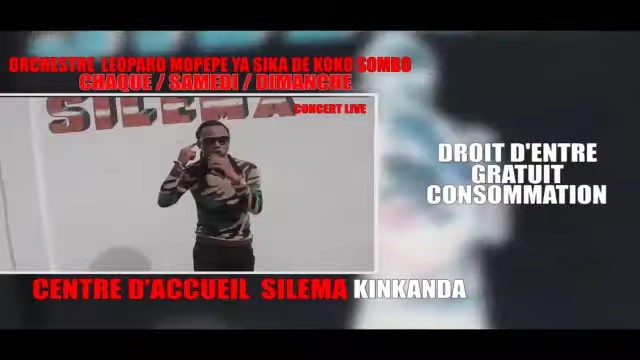 ORCHESTRE LEOPARD MOPEPE YA SIKA DE KOKO SOMBO
CHAQUE / SAMEDI / DIMANCHE
SILEMA
CONCERT LIVE
DROIT D'ENTRE
GRATUIT
CONSOMMATION
CENTRE D'ACCUEIL SILEMA KINKANDA